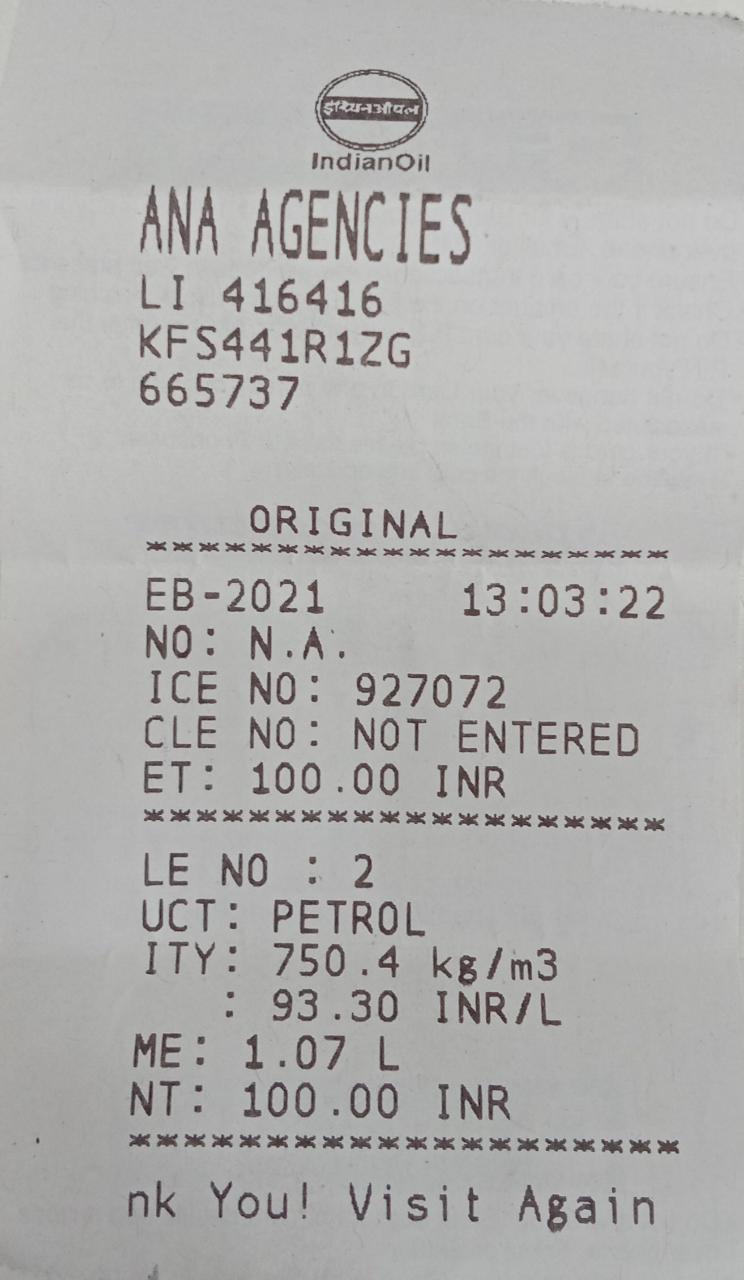 इंडियनऑयल
IndianOil
ANA AGENCIES
LI 416416
KFS441R1ZG
665737
ORIGINAL
********************
EB-2021 13:03:22
NO: N.A.
ICE NO: 927072
CLE NO: NOT ENTERED
ET: 100.00 INR
********************
LE NO : 2
UCT: PETROL
ITY: 750.4 kg/m3
: 93.30 INR/L
ME: 1.07 L
NT: 100.00 INR
*********************
nk You! Visit Again